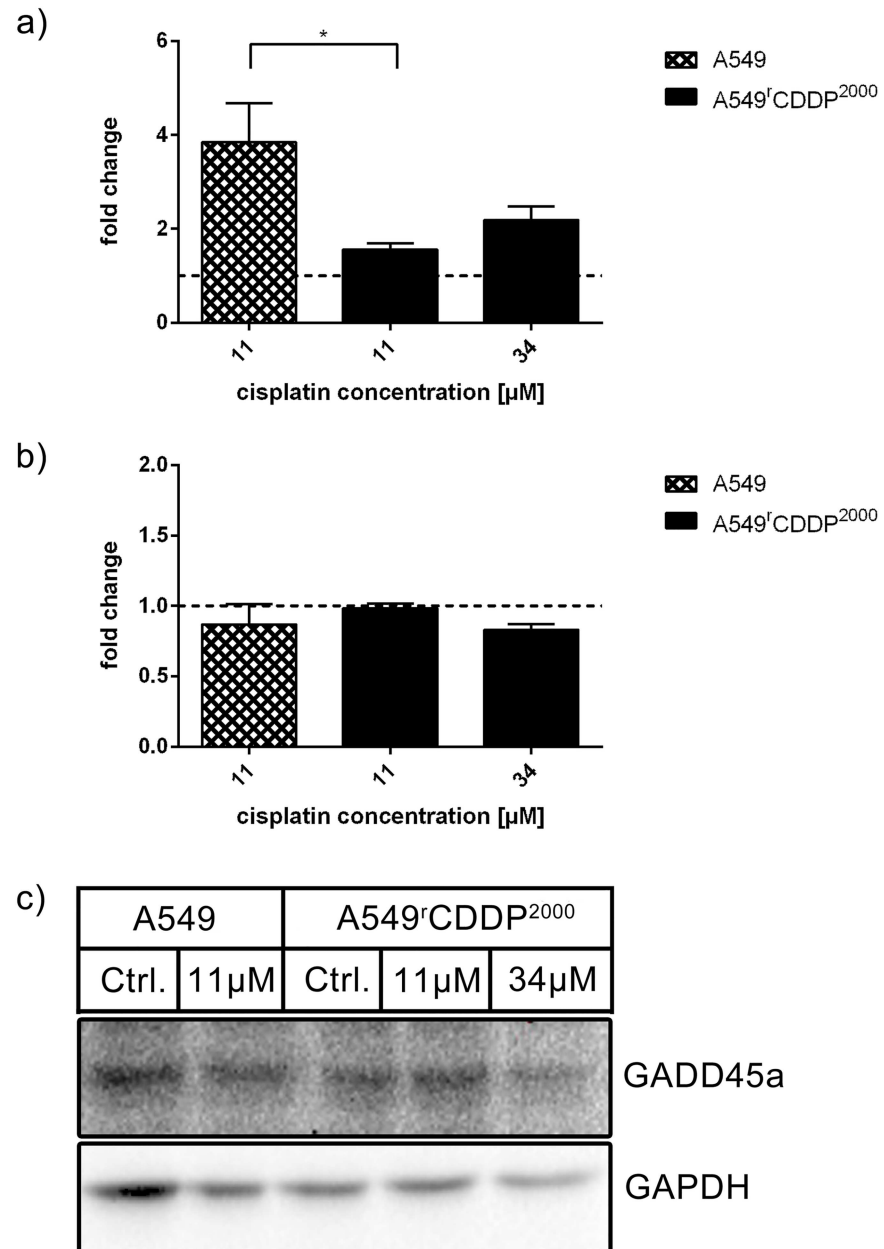 a)
*
6
4
2
0
fold change
11
11
34
cisplatin concentration [µM]
A549
A549ʳCDDP²⁰⁰⁰
b)
2.0
1.5
1.0
0.5
0.0
fold change
11
11
34
cisplatin concentration [µM]
A549
A549ʳCDDP²⁰⁰⁰
c)
A549 A549ʳCDDP²⁰⁰⁰
Ctrl. 11µM Ctrl. 11µM 34µM
GADD45a
GAPDH